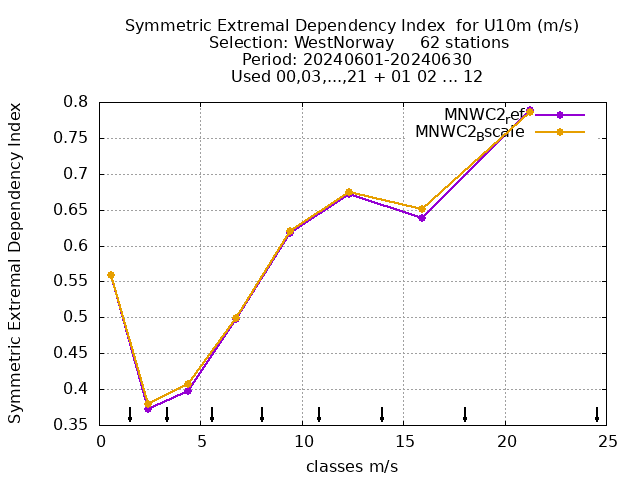 Symmetric Extremal Dependency Index  for U10m (m/s)
Selection: WestNorway     62 stations
Period: 20240601-20240630
Used 00,03,...,21 + 01 02 ... 12
Symmetric Extremal Dependency Index
0.8
0.75
0.7
0.65
0.6
0.55
0.5
0.45
0.4
0.35
MNWC2ref
MNWC2Bscale
0 5 10 15 20 25
classes m/s